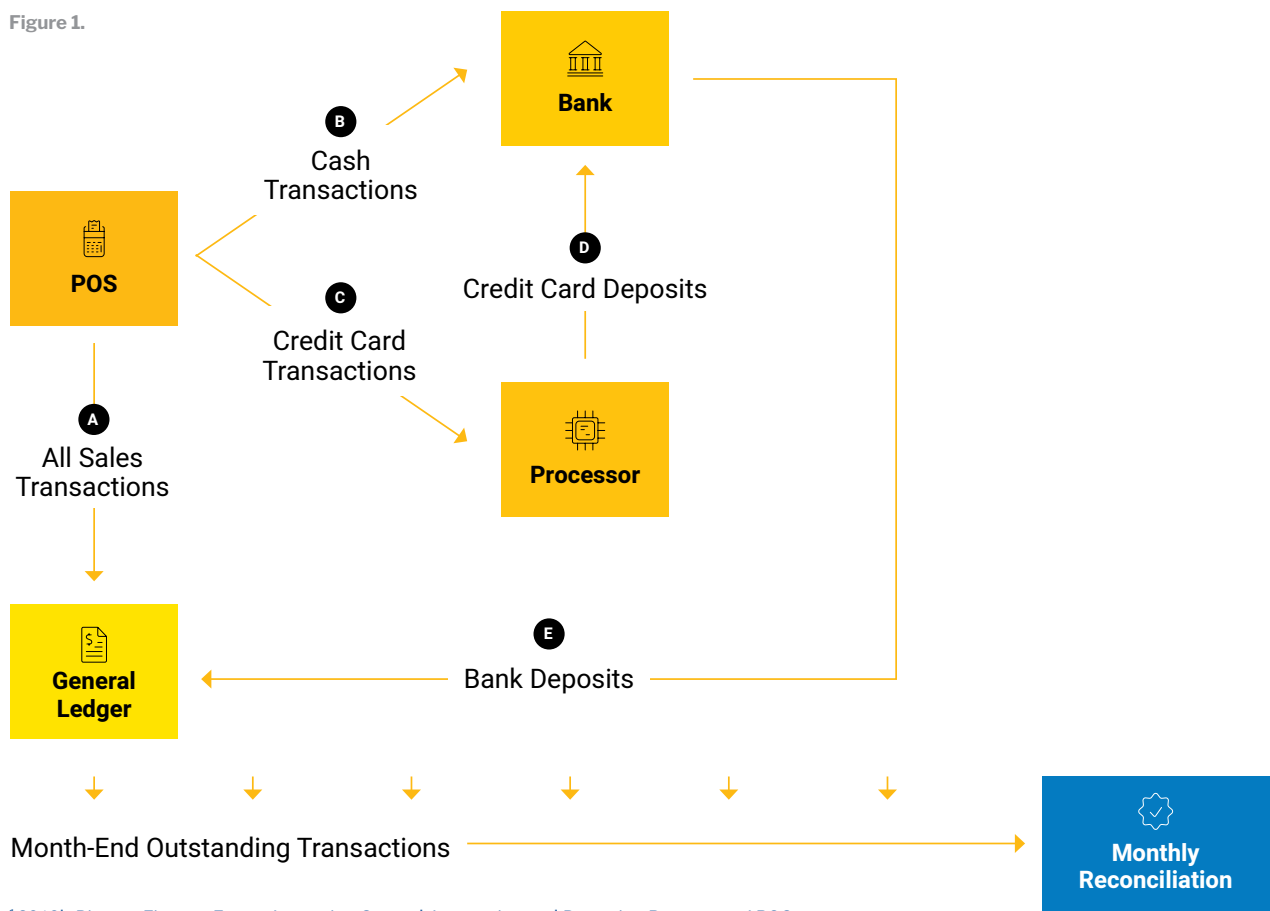 Figure 1.
Bank
B
Cash
Transactions
POS
D
Credit Card Deposits
C
Credit Card
Transactions
A
All Sales
Transactions
Processor
General
Ledger
E
Bank Deposits
Month-End Outstanding Transactions
Monthly
Reconciliation